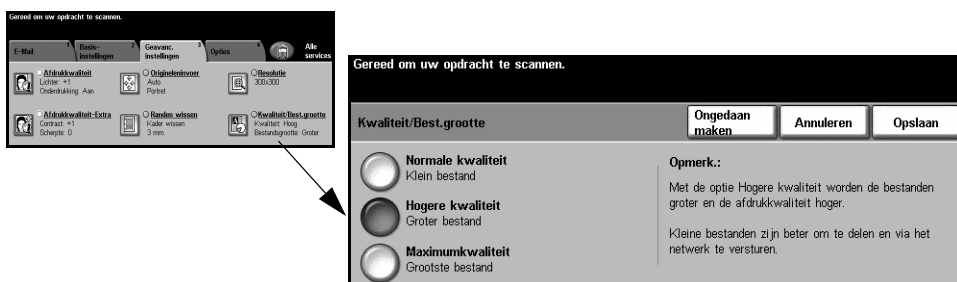 Gereed om uw opdracht te scannen.
E-Mail 1
Basis- instellingen 2
Geavanc. instellingen 3
Opties 4
Alle services
Afdrukkwaliteit
Lichter: +1
Onderdrukking: Aan
Origineleninvoer
Auto
Portret
Resolutie
300x300
Afdrukkwaliteit-Extra
Contrast: +1
Scherpte: 0
Randen wissen
Kader wissen
3 mm
Kwaliteit/Best.grootte
Kwaliteit: Hoog
Bestandsgrootte: Groter
Gereed om uw opdracht te scannen.
Kwaliteit/Best.grootte
Ongedaan
maken
Annuleren
Opslaan
Normale kwaliteit
Klein bestand
Hogere kwaliteit
Groter bestand
Maximumkwaliteit
Grootste bestand
Opmerk.:
Met de optie Hogere kwaliteit worden de bestanden
groter en de afdrukkwaliteit hoger.
Kleine bestanden zijn beter om te delen en via het
netwerk te versturen.